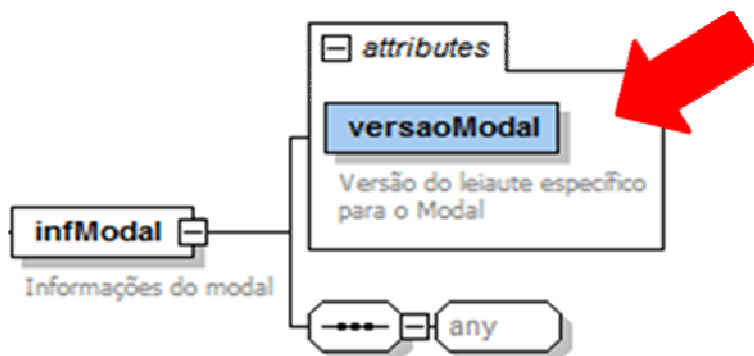 attributes
versaoModal
Versão do leiaute específico
para o Modal
infModal
Informações do modal
any